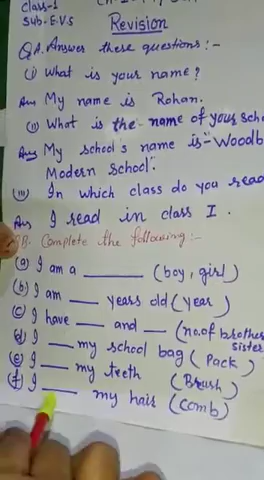 Class-1
Sub-E.V.S
Revision
Q.A. Answer these questions:-
(i) What is your name?
Ans My name is Rohan.
(ii) What is the name of your
Ans My school's name is-"
Modern School".
(iii) In which class do you read
Ans I read in class I.
Q.B. Complete the following:-
(a) I am a ______ (boy, girl)
(b) I am ___ years old (year)
(c) I have ___ and ___ (no. of brother
sister
(d) I ___ my school bag (Pack)
(e) I ___ my teeth (Brush)
(f) I ___ my hair (Comb)